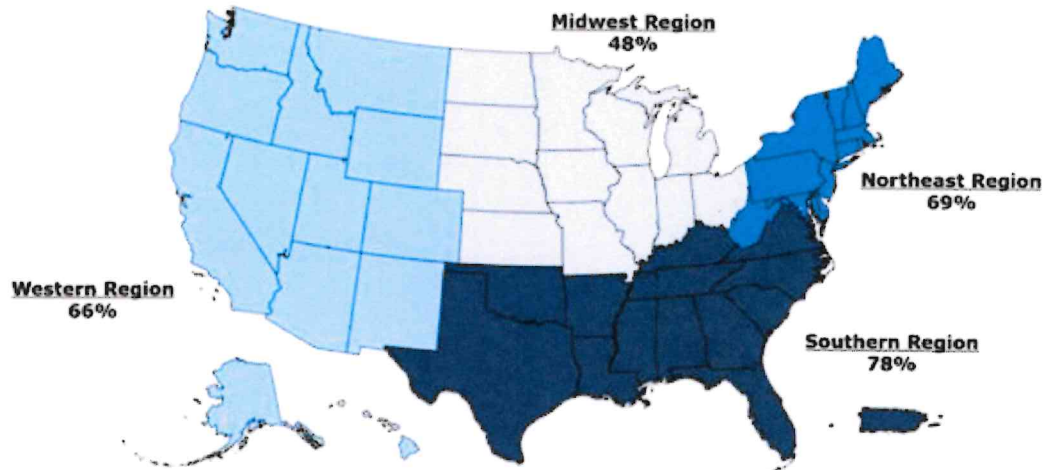 Midwest Region
48%
Northeast Region
69%
Western Region
66%
Southern Region
78%